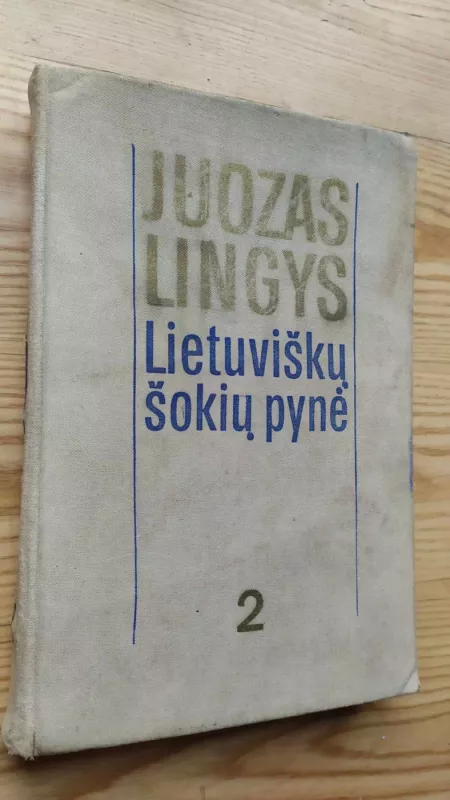 JUOZAS
LINGYS
Lietuviškų
šokių pynė
2